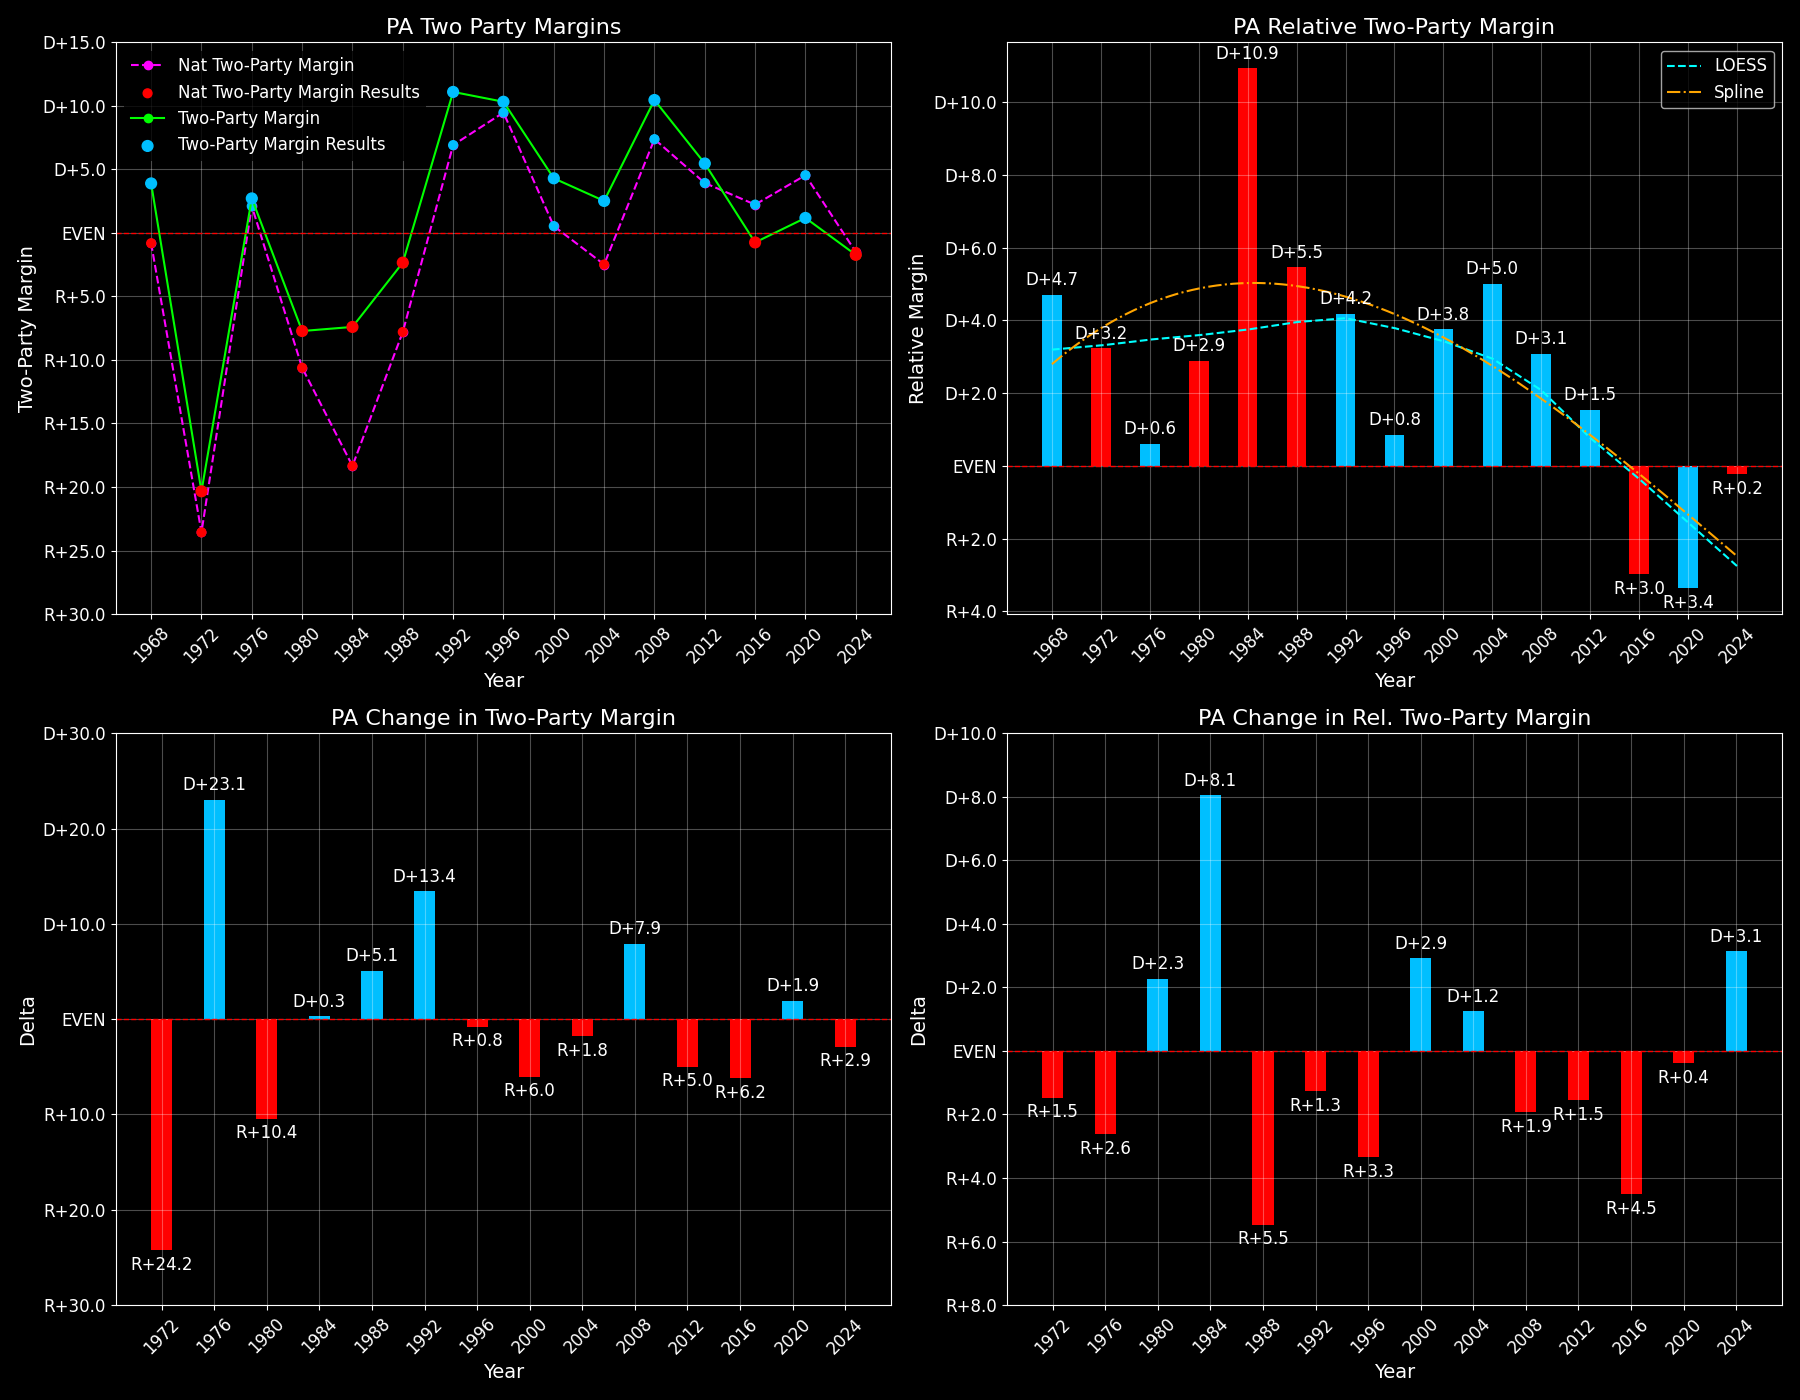 PA Two Party Margins
D+15.0
D+10.0
D+5.0
EVEN
R+5.0
R+10.0
R+15.0
R+20.0
R+25.0
R+30.0
Two-Party Margin
Nat Two-Party Margin
Nat Two-Party Margin Results
Two-Party Margin
Two-Party Margin Results
1968 1972 1976 1980 1984 1988 1992 1996 2000 2004 2008 2012 2016 2020 2024
Year
PA Relative Two-Party Margin
D+10.0
D+8.0
D+6.0
D+4.0
D+2.0
EVEN
R+2.0
R+4.0
Relative Margin
LOESS
Spline
D+4.7
D+3.2
D+0.6
D+2.9
D+10.9
D+5.5
D+4.2
D+0.8
D+3.8
D+5.0
D+3.1
D+1.5
R+3.0
R+3.4
R+0.2
1968 1972 1976 1980 1984 1988 1992 1996 2000 2004 2008 2012 2016 2020 2024
Year
PA Change in Two-Party Margin
D+30.0
D+20.0
D+10.0
EVEN
R+10.0
R+20.0
R+30.0
Delta
R+24.2
D+23.1
R+10.4
D+0.3
D+5.1
D+13.4
R+0.8
R+6.0
R+1.8
D+7.9
R+5.0
R+6.2
D+1.9
R+2.9
1972 1976 1980 1984 1988 1992 1996 2000 2004 2008 2012 2016 2020 2024
Year
PA Change in Rel. Two-Party Margin
D+10.0
D+8.0
D+6.0
D+4.0
D+2.0
EVEN
R+2.0
R+4.0
R+6.0
R+8.0
Delta
R+1.5
R+2.6
D+2.3
D+8.1
R+5.5
R+1.3
R+3.3
D+2.9
D+1.2
R+1.9
R+1.5
R+4.5
R+0.4
D+3.1
1972 1976 1980 1984 1988 1992 1996 2000 2004 2008 2012 2016 2020 2024
Year